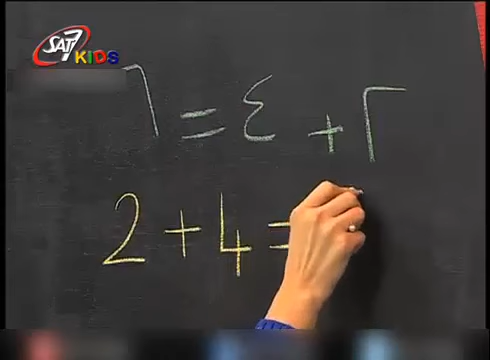 SAT7
KIDS
٢ + ٤ = ٦
2 + 4 =